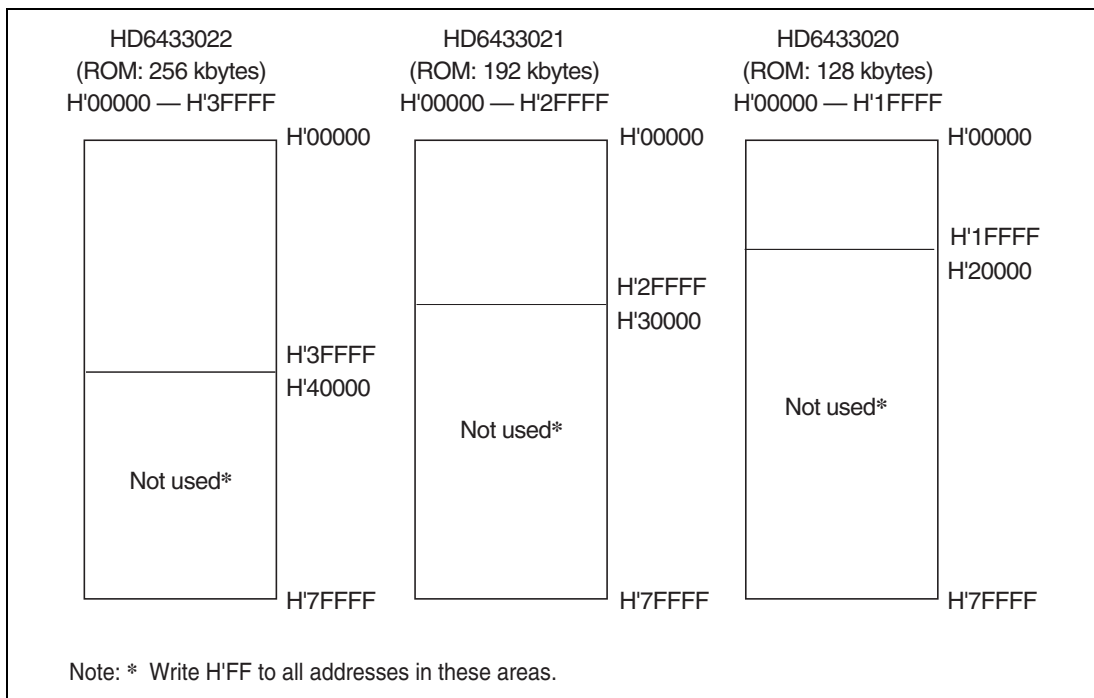 HD6433022
(ROM: 256 kbytes)
H'00000 — H'3FFFF
H'00000
H'3FFFF
H'40000
Not used*
H'7FFFF
HD6433021
(ROM: 192 kbytes)
H'00000 — H'2FFFF
H'00000
H'2FFFF
H'30000
Not used*
H'7FFFF
HD6433020
(ROM: 128 kbytes)
H'00000 — H'1FFFF
H'00000
H'1FFFF
H'20000
Not used*
H'7FFFF
Note: * Write H'FF to all addresses in these areas.